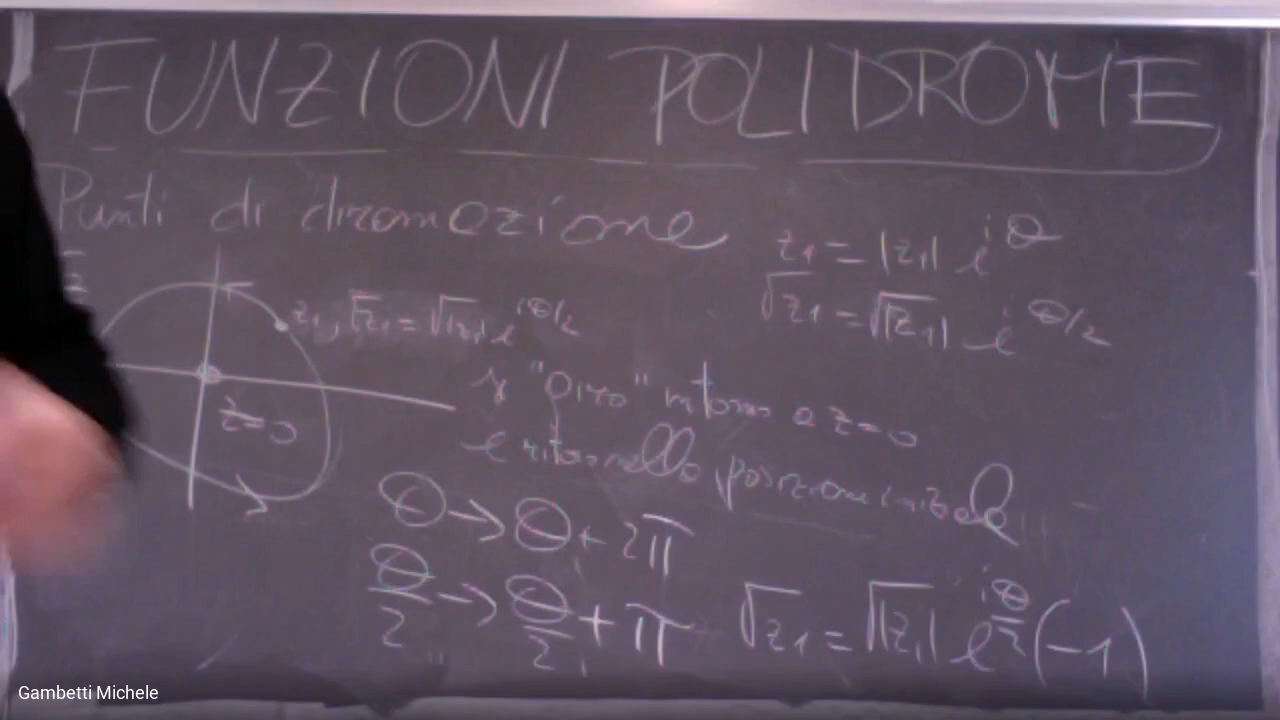 FUNZIONI POLIDROME
Punti di diramazione
z₁ = |z₁| e^{iθ}
√z₁ = √|z₁| e^{iθ/2}
z₁, √z₁ = √|z₁| e^{iθ/2}
z=0
"giro" intorno a z=0
e ritorno alla posizione iniziale
θ → θ + 2π
θ/2 → θ/2 + π √z₁ = √|z₁| e^{iθ/2} (-1)
Gambetti Michele